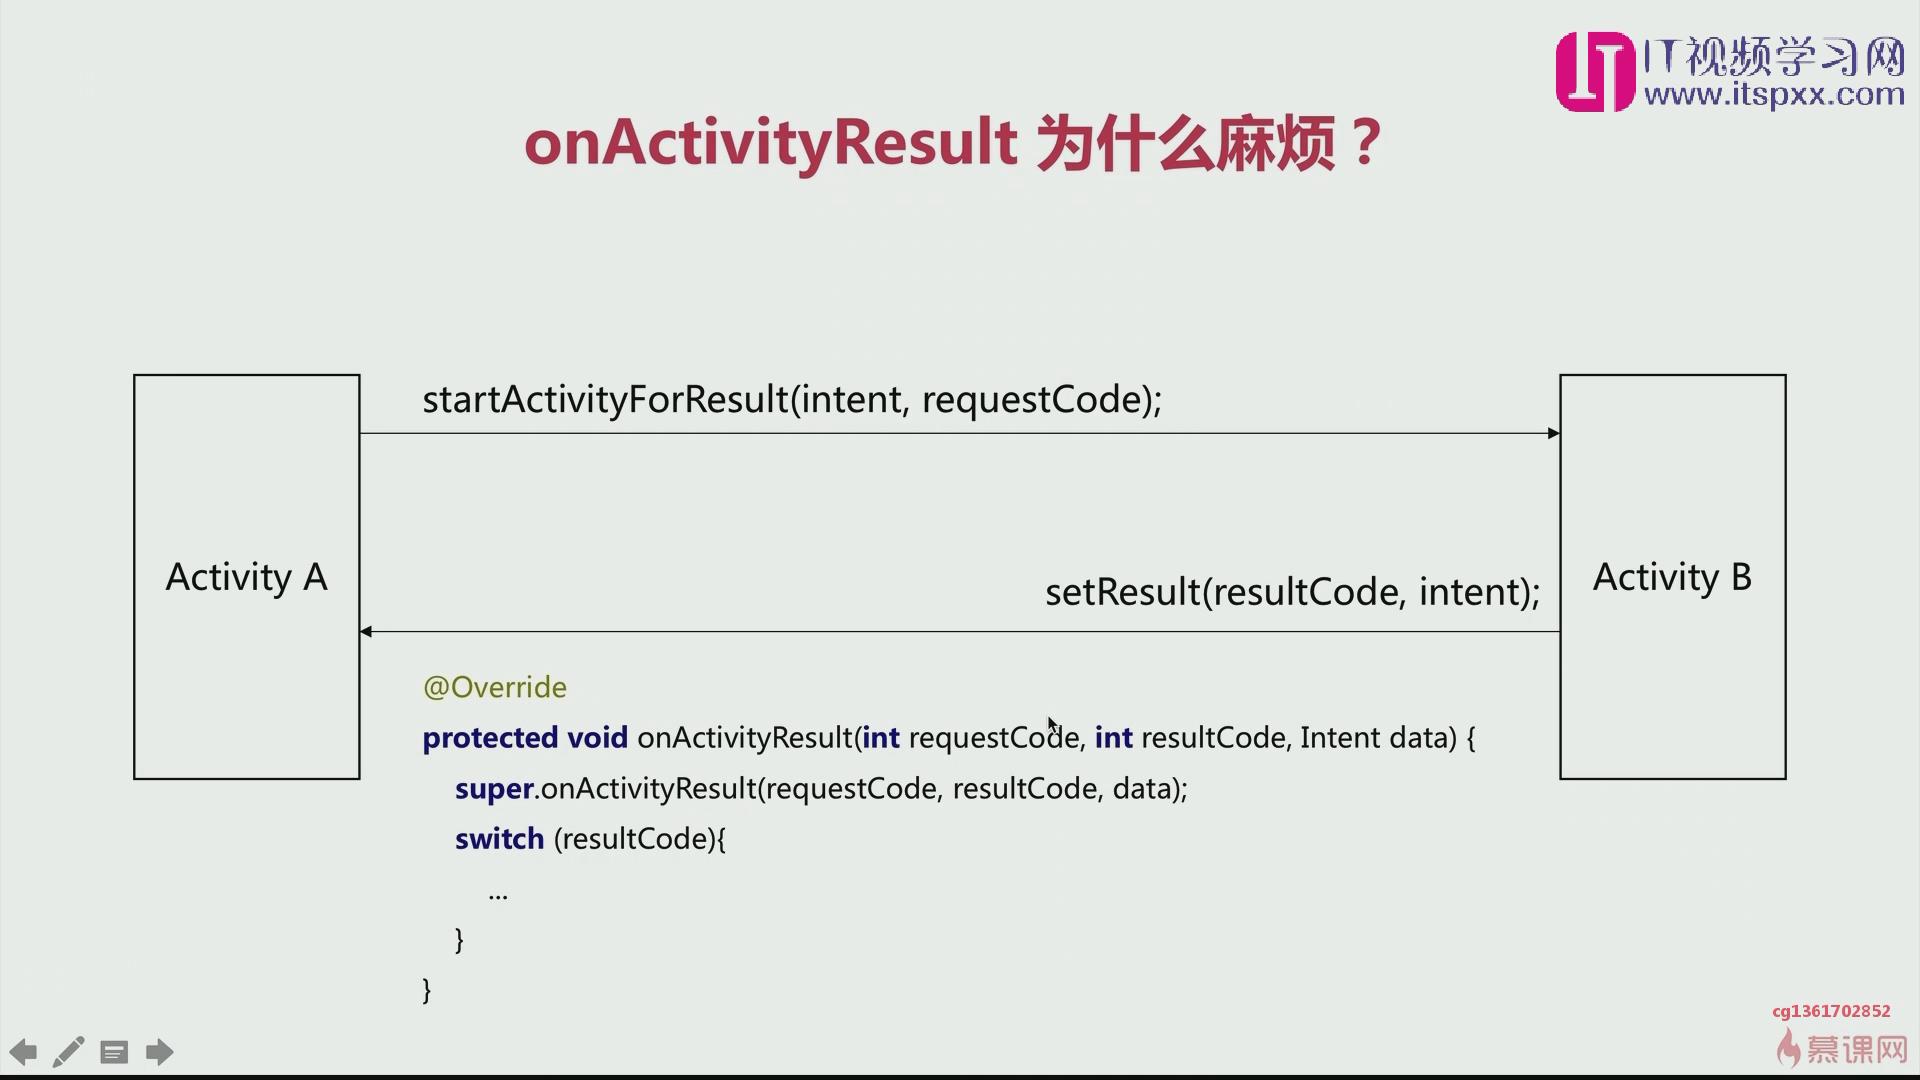 IT视频学习网
www.itspxx.com
onActivityResult 为什么麻烦？
startActivityForResult(intent, requestCode);
Activity A
Activity B
setResult(resultCode, intent);
@Override
protected void onActivityResult(int requestCode, int resultCode, Intent data) {
super.onActivityResult(requestCode, resultCode, data);
switch (resultCode){
...
}
}
cg1361702852
慕课网